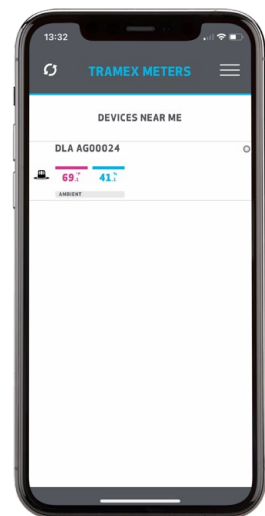 13:32
TRAMEX METERS
DEVICES NEAR ME
DLA AG00024
69. 41.
AMBIENT